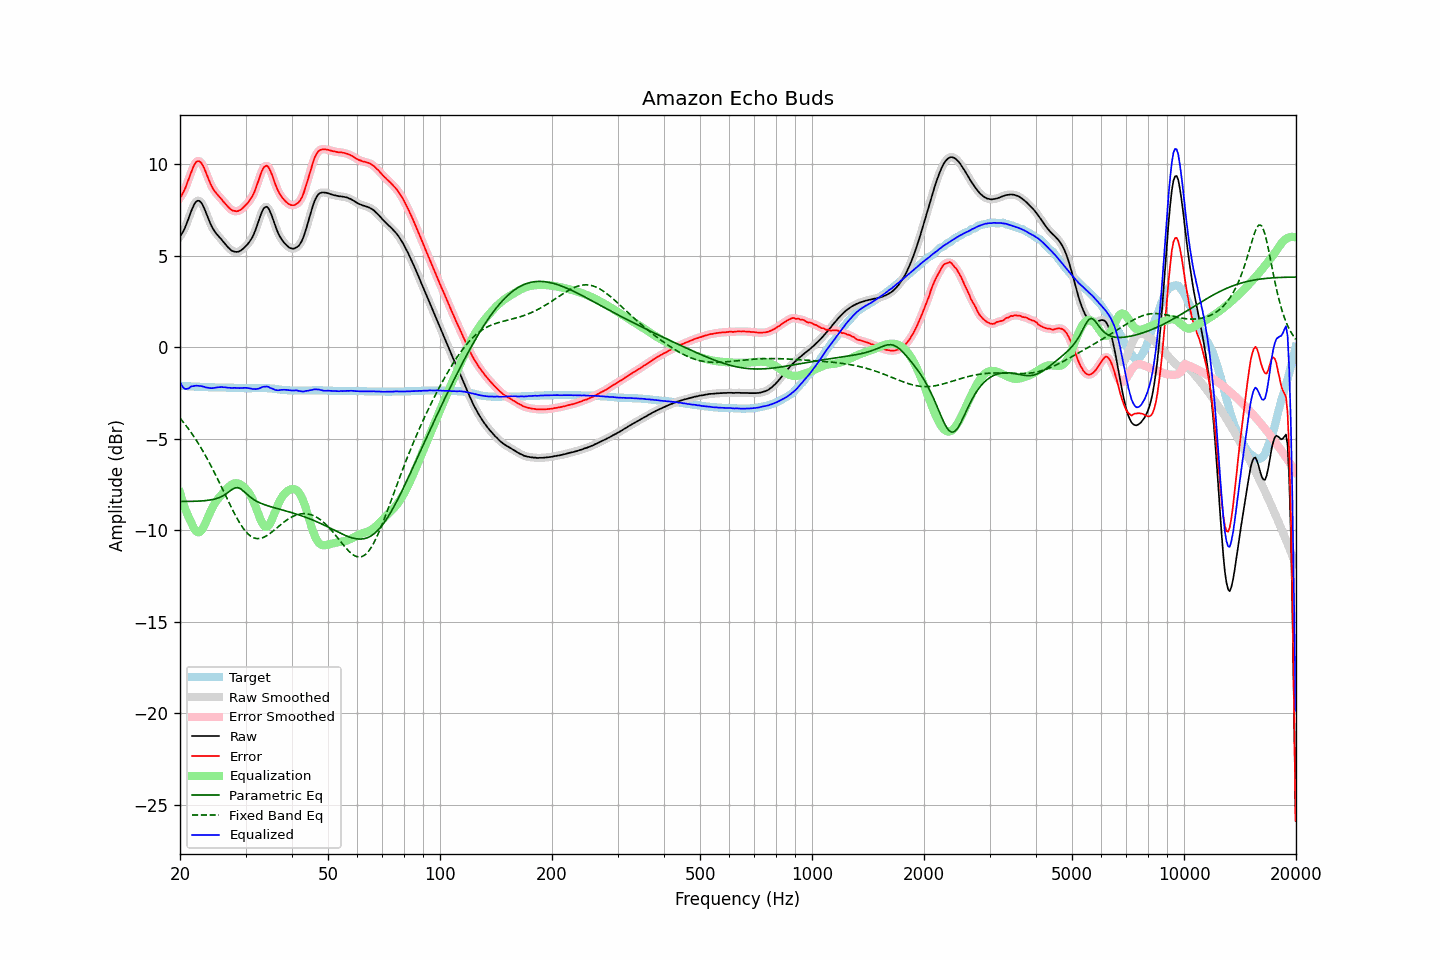 Amazon Echo Buds
Amplitude (dBr)
10
5
0
−5
−10
−15
−20
−25
Target
Raw Smoothed
Error Smoothed
Raw
Error
Equalization
Parametric Eq
Fixed Band Eq
Equalized
20 50 100 200 500 1000 2000 5000 10000 20000
Frequency (Hz)